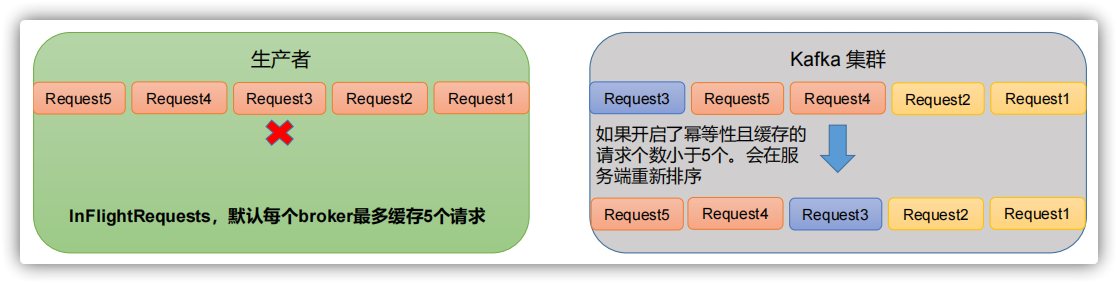 生产者
Request5 Request4 Request3 Request2 Request1
InFlightRequests，默认每个broker最多缓存5个请求
Kafka 集群
Request3 Request5 Request4 Request2 Request1
如果开启了幂等性且缓存的
请求个数小于5个。会在服
务端重新排序
Request5 Request4 Request3 Request2 Request1